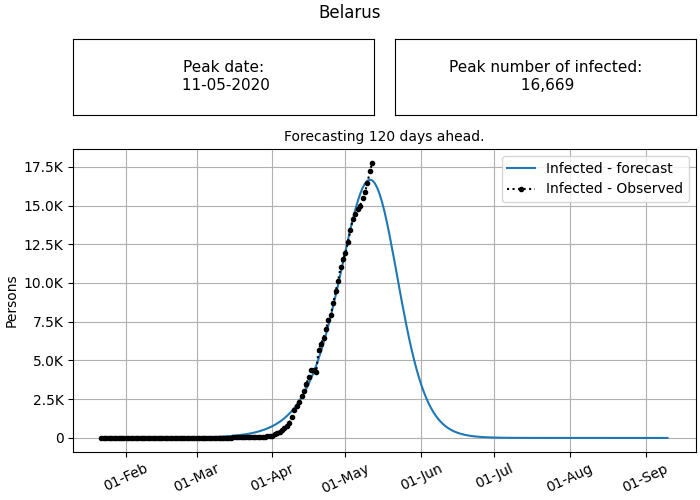 Belarus
Peak date:
11-05-2020
Peak number of infected:
16,669
Forecasting 120 days ahead.
Infected - forecast
Infected - Observed
Persons
17.5K
15.0K
12.5K
10.0K
7.5K
5.0K
2.5K
0
01-Feb
01-Mar
01-Apr
01-May
01-Jun
01-Jul
01-Aug
01-Sep